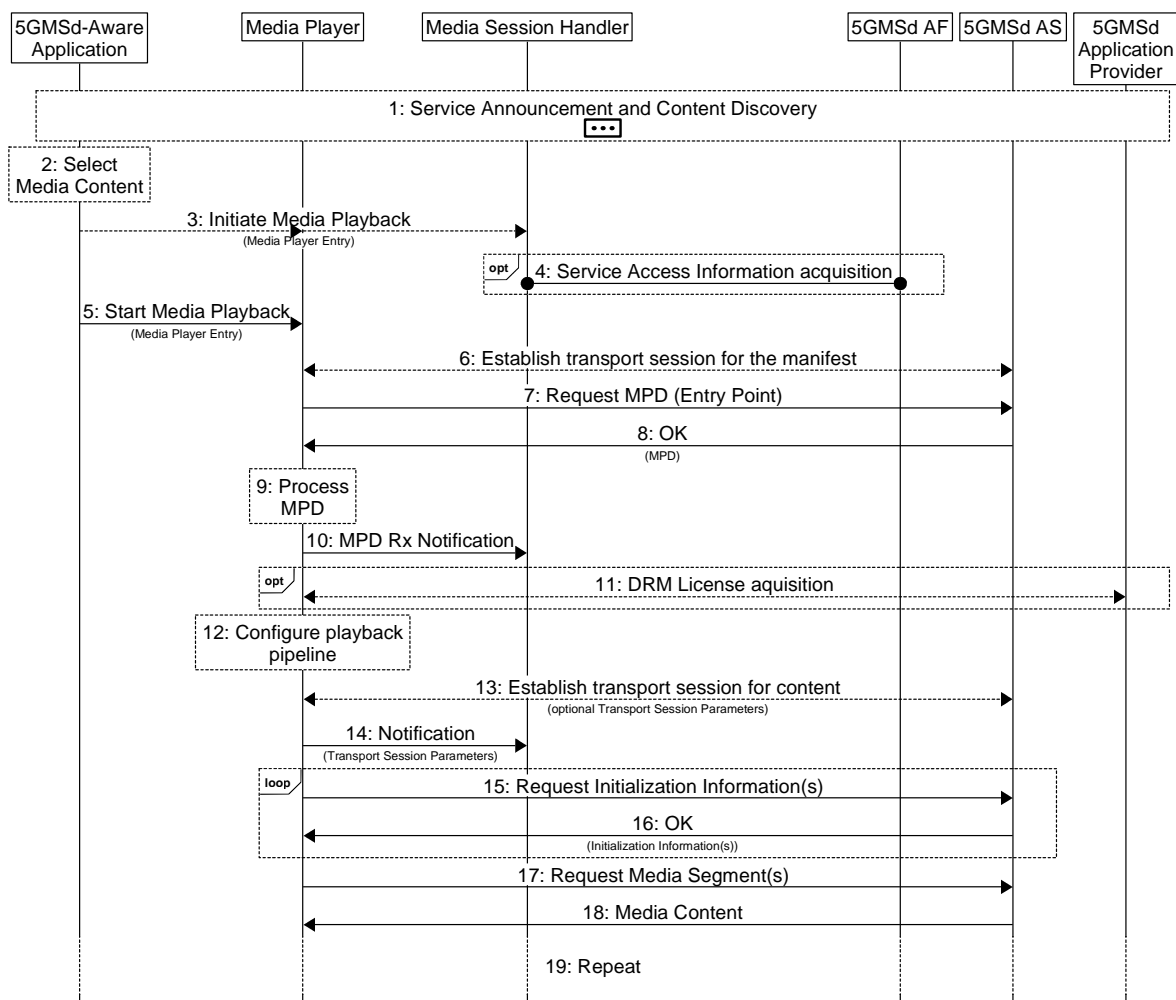 5GMSd-Aware
Application
Media Player
Media Session Handler
5GMSd AF
5GMSd AS
5GMSd
Application
Provider
1: Service Announcement and Content Discovery
2: Select
Media Content
3: Initiate Media Playback
(Media Player Entry)
opt
4: Service Access Information acquisition
5: Start Media Playback
(Media Player Entry)
6: Establish transport session for the manifest
7: Request MPD (Entry Point)
8: OK
(MPD)
9: Process
MPD
10: MPD Rx Notification
opt
11: DRM License aquisition
12: Configure playback
pipeline
13: Establish transport session for content
(optional Transport Session Parameters)
14: Notification
(Transport Session Parameters)
loop
15: Request Initialization Information(s)
16: OK
(Initialization Information(s))
17: Request Media Segment(s)
18: Media Content
19: Repeat